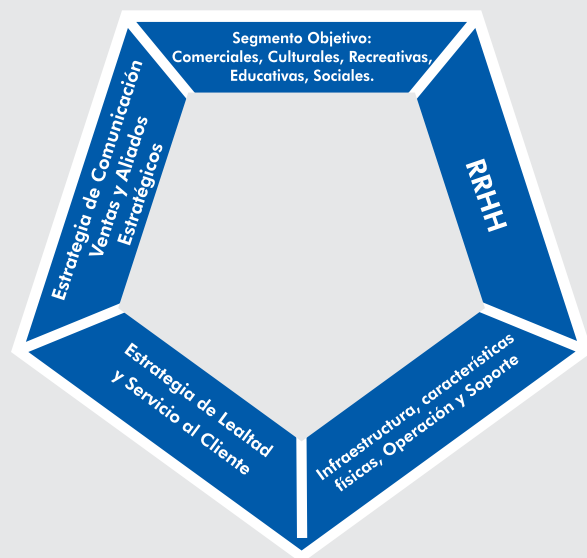 Segmento Objetivo:
Comerciales, Culturales, Recreativas,
Educativas, Sociales.
Estrategia de Comunicación
Ventas y Aliados
Estratégicos
RRHH
Estrategia de Lealtad
y Servicio al Cliente
Infraestructura, características
físicas, Operación y Soporte